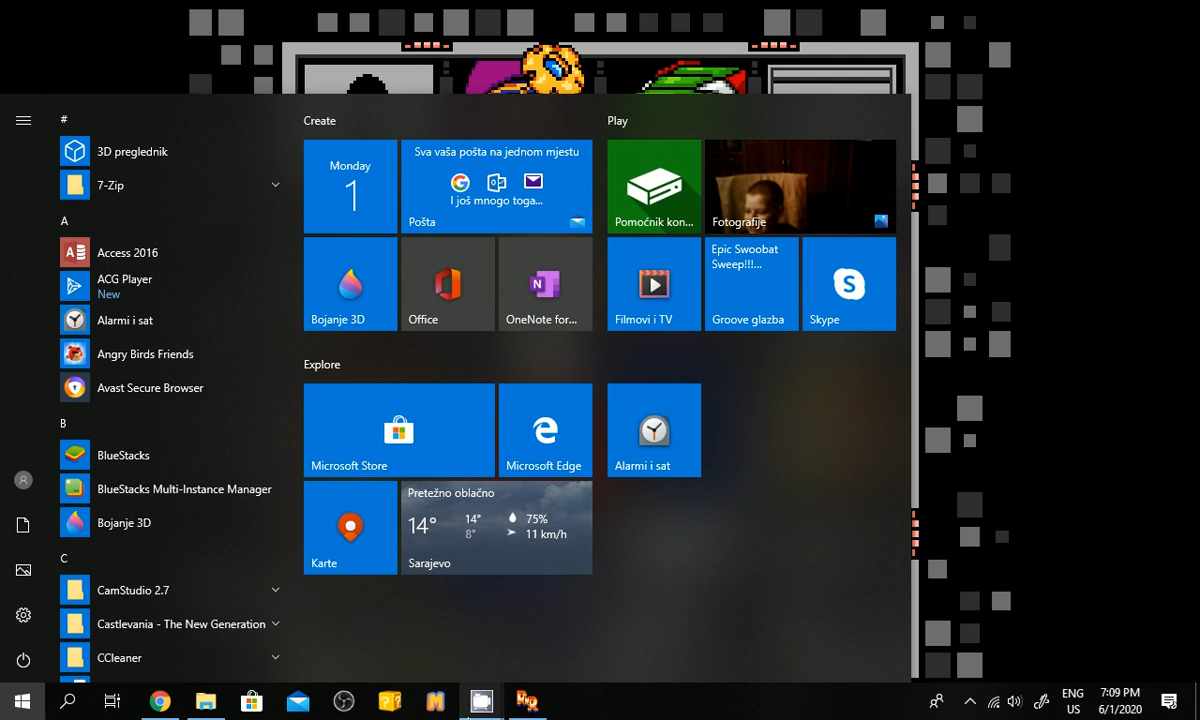 #
3D preglednik
7-Zip
A
Access 2016
ACG Player
New
Alarmi i sat
Angry Birds Friends
Avast Secure Browser
B
BlueStacks
BlueStacks Multi-Instance Manager
Bojanje 3D
C
CamStudio 2.7
Castlevania - The New Generation
CCleaner
Create
Monday
1
Sva vaša pošta na jednom mjestu
I još mnogo toga...
Pošta
Bojanje 3D
Office
OneNote for...
Explore
Microsoft Store
Microsoft Edge
Karte
Pretežno oblačno
14° 14° 75%
8° 11 km/h
Sarajevo
Play
Pomoćnik kon...
Fotografije
Filmovi i TV
Epic Swoobat
Sweep!!!...
Groove glazba
Skype
Alarmi i sat
ENG
US
7:09 PM
6/1/2020